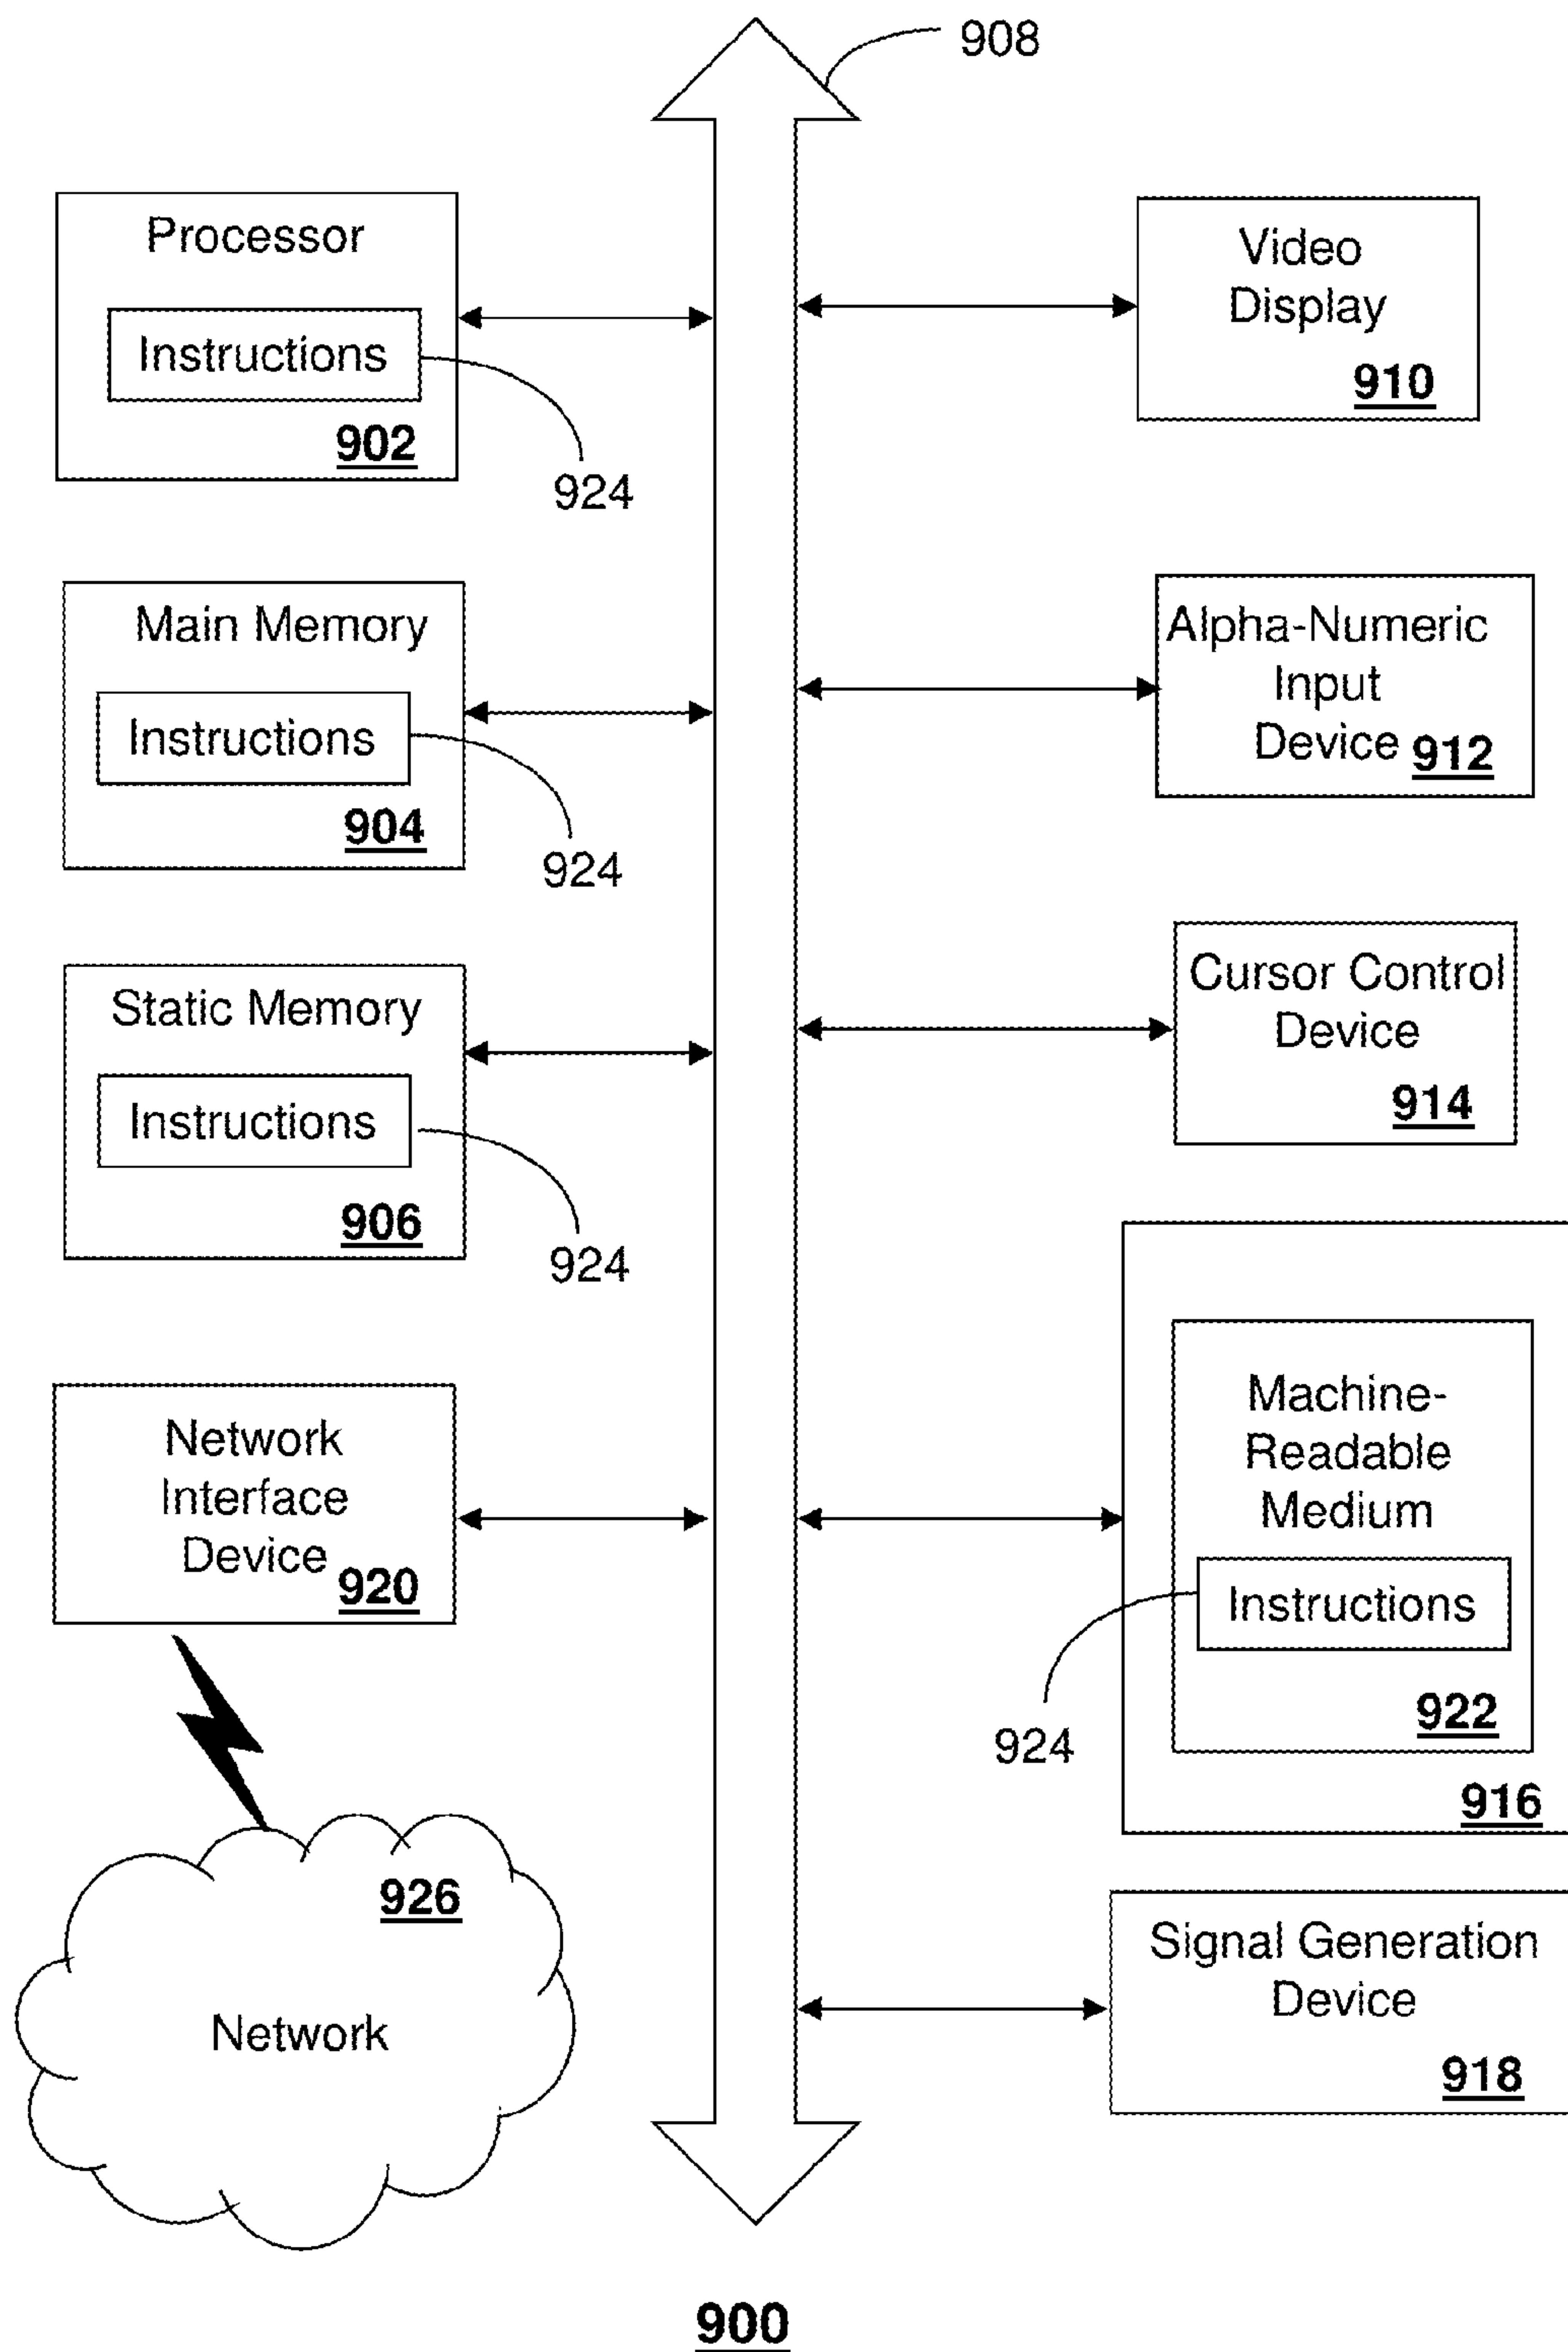 908
Processor
Instructions
902
924
Main Memory
Instructions
904
924
Static Memory
Instructions
906
924
Network
Interface
Device
920
926
Network
Video
Display
910
Alpha-Numeric
Input
Device 912
Cursor Control
Device
914
Machine-
Readable
Medium
Instructions
922
924
916
Signal Generation
Device
918
900